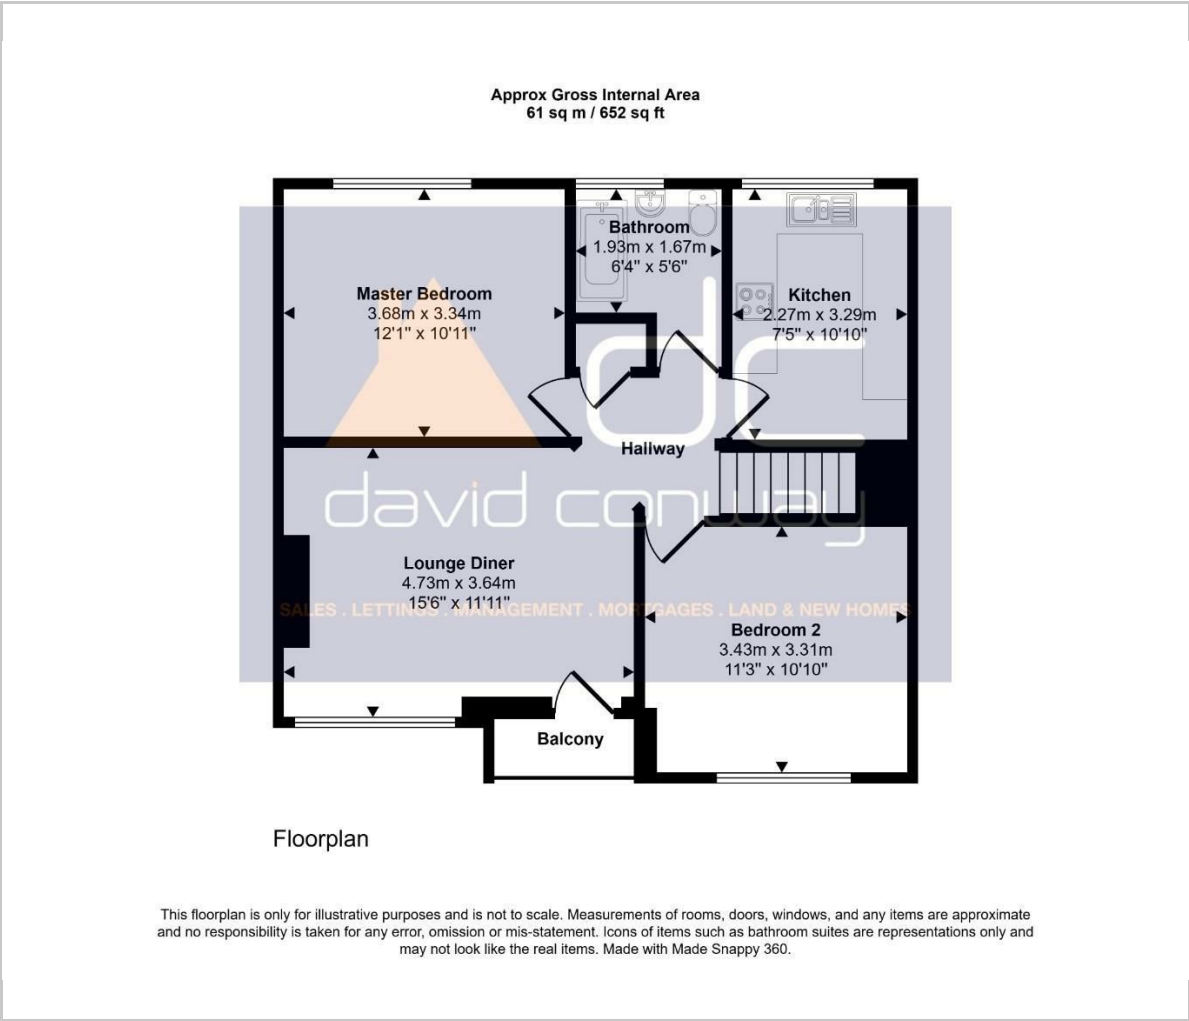 Approx Gross Internal Area
61 sq m / 652 sq ft
Bathroom
1.93m x 1.67m
6'4" x 5'6"
Master Bedroom
3.68m x 3.34m
12'1" x 10'11"
Kitchen
2.27m x 3.29m
7'5" x 10'10"
dc
Hallway
david conway
Lounge Diner
4.73m x 3.64m
15'6" x 11'11"
SALES . LETTINGS . MANAGEMENT . MORTGAGES . LAND & NEW HOMES
Bedroom 2
3.43m x 3.31m
11'3" x 10'10"
Balcony
Floorplan
This floorplan is only for illustrative purposes and is not to scale. Measurements of rooms, doors, windows, and any items are approximate
and no responsibility is taken for any error, omission or mis-statement. Icons of items such as bathroom suites are representations only and
may not look like the real items. Made with Made Snappy 360.